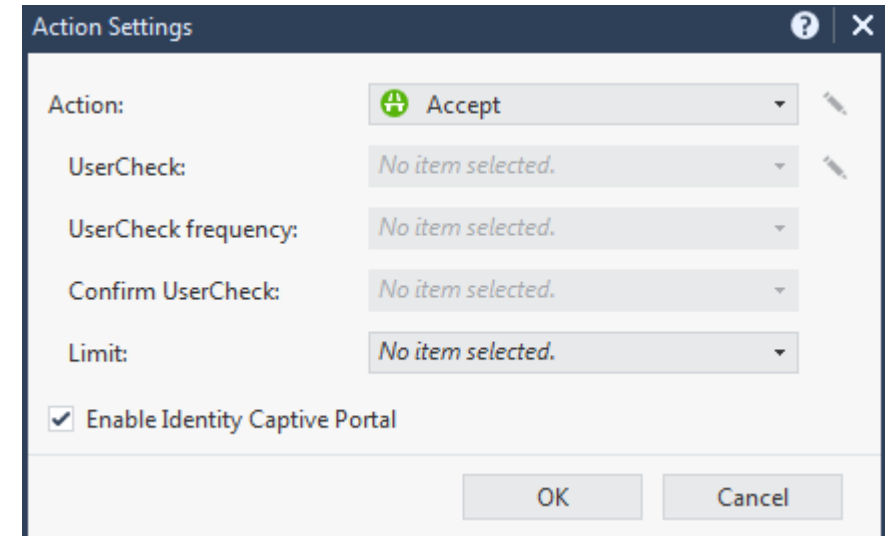 Action Settings
Action: Accept
UserCheck: No item selected.
UserCheck frequency: No item selected.
Confirm UserCheck: No item selected.
Limit: No item selected.
Enable Identity Captive Portal
OK Cancel